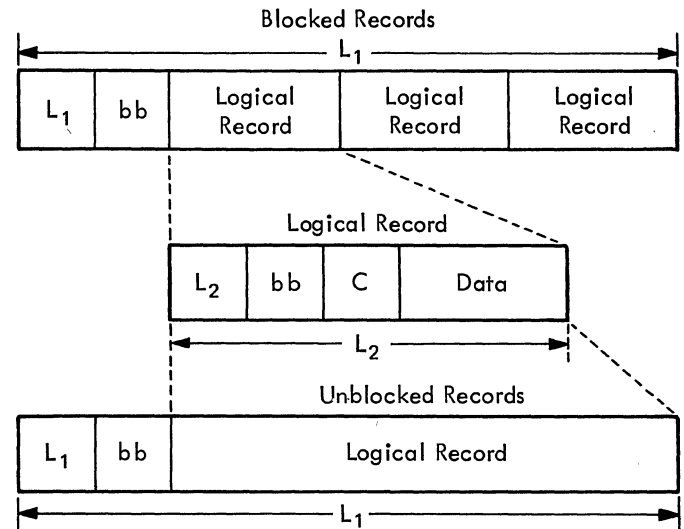 Blocked Records
L₁
L₁ bb Logical Record Logical Record Logical Record
Logical Record
L₂ bb C Data
L₂
Unblocked Records
L₁ bb Logical Record
L₁